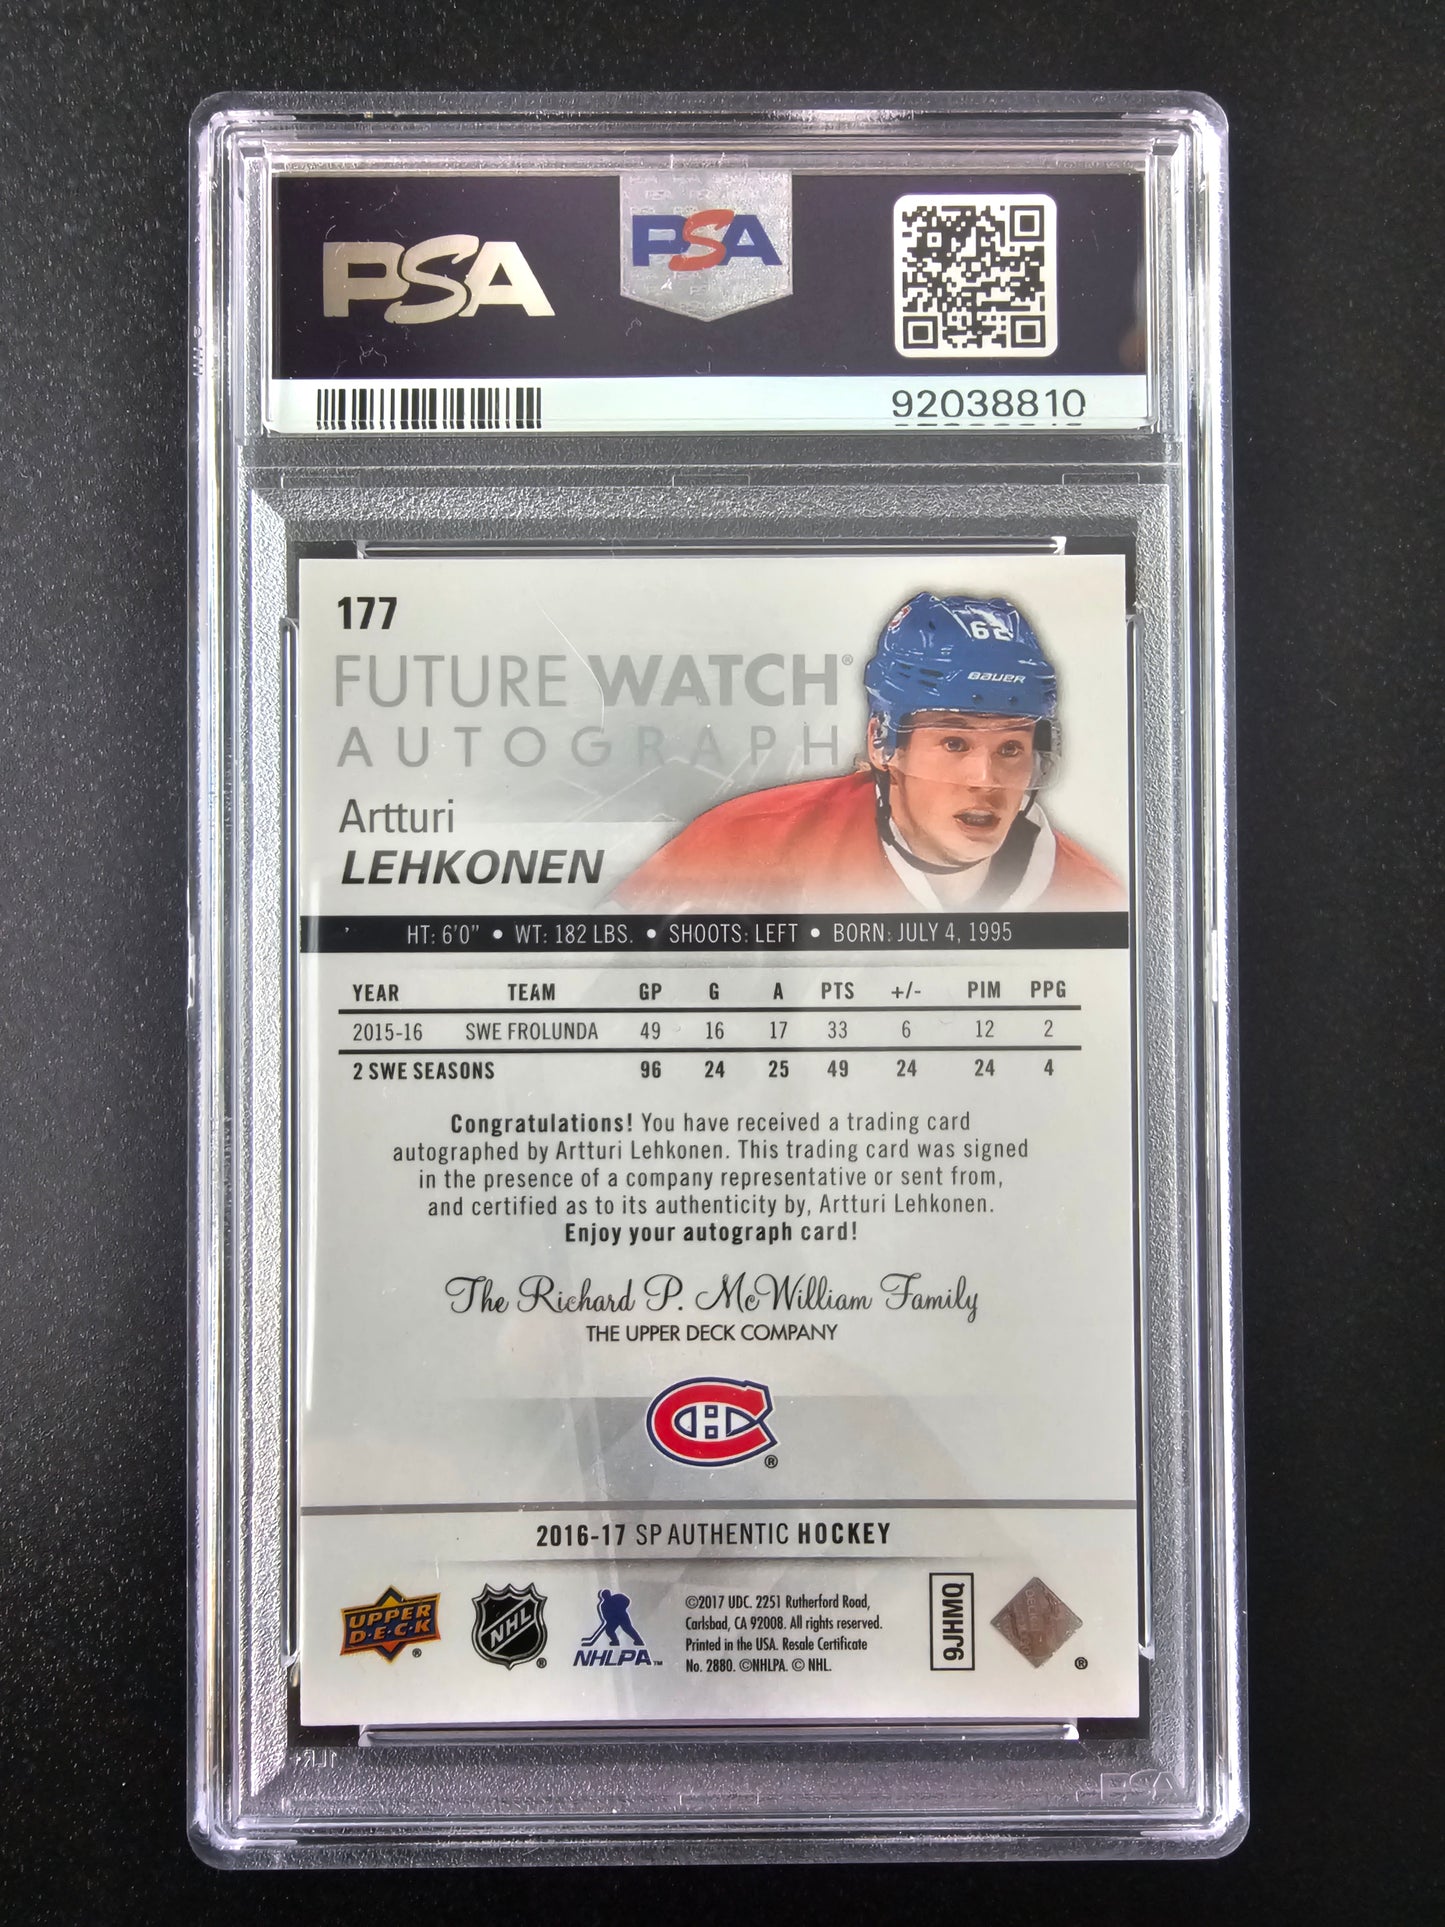 PSA
PSA
92038810
177
FUTURE WATCH®
AUTOGRAPH
62
BAUER
Artturi
LEHKONEN
HT: 6'0" • WT: 182 LBS. • SHOOTS: LEFT • BORN: JULY 4, 1995
YEAR TEAM GP G A PTS +/- PIM PPG
2015-16 SWE FROLUNDA 49 16 17 33 6 12 2
2 SWE SEASONS 96 24 25 49 24 24 4
Congratulations! You have received a trading card
autographed by Artturi Lehkonen. This trading card was signed
in the presence of a company representative or sent from,
and certified as to its authenticity by, Artturi Lehkonen.
Enjoy your autograph card!
The Richard P. McWilliam Family
THE UPPER DECK COMPANY
CH®
2016-17 SP AUTHENTIC HOCKEY
UPPER
D·E·C·K®
NHL®
NHLPA™
©2017 UDC. 2251 Rutherford Road,
Carlsbad, CA 92008. All rights reserved.
Printed in the USA. Resale Certificate
No. 2880. ©NHLPA. © NHL.
9JHMQ
®
PSA